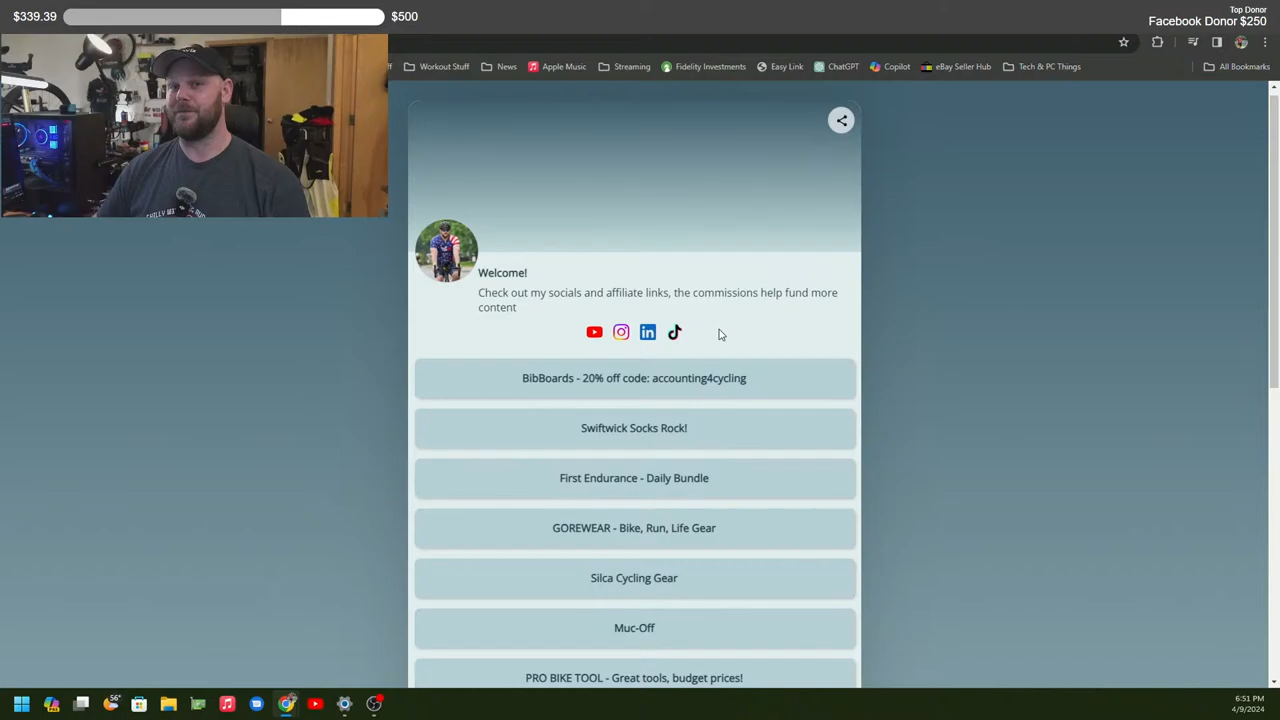 $339.39
$500
Top Donor
Facebook Donor $250
Workout Stuff
News
Apple Music
Streaming
Fidelity Investments
Easy Link
ChatGPT
Copilot
eBay Seller Hub
Tech & PC Things
All Bookmarks
Welcome!
Check out my socials and affiliate links, the commissions help fund more
content
BibBoards - 20% off code: accounting4cycling
Swiftwick Socks Rock!
First Endurance - Daily Bundle
GOREWEAR - Bike, Run, Life Gear
Silca Cycling Gear
Muc-Off
PRO BIKE TOOL - Great tools, budget prices!
56°
6:51 PM
4/9/2024